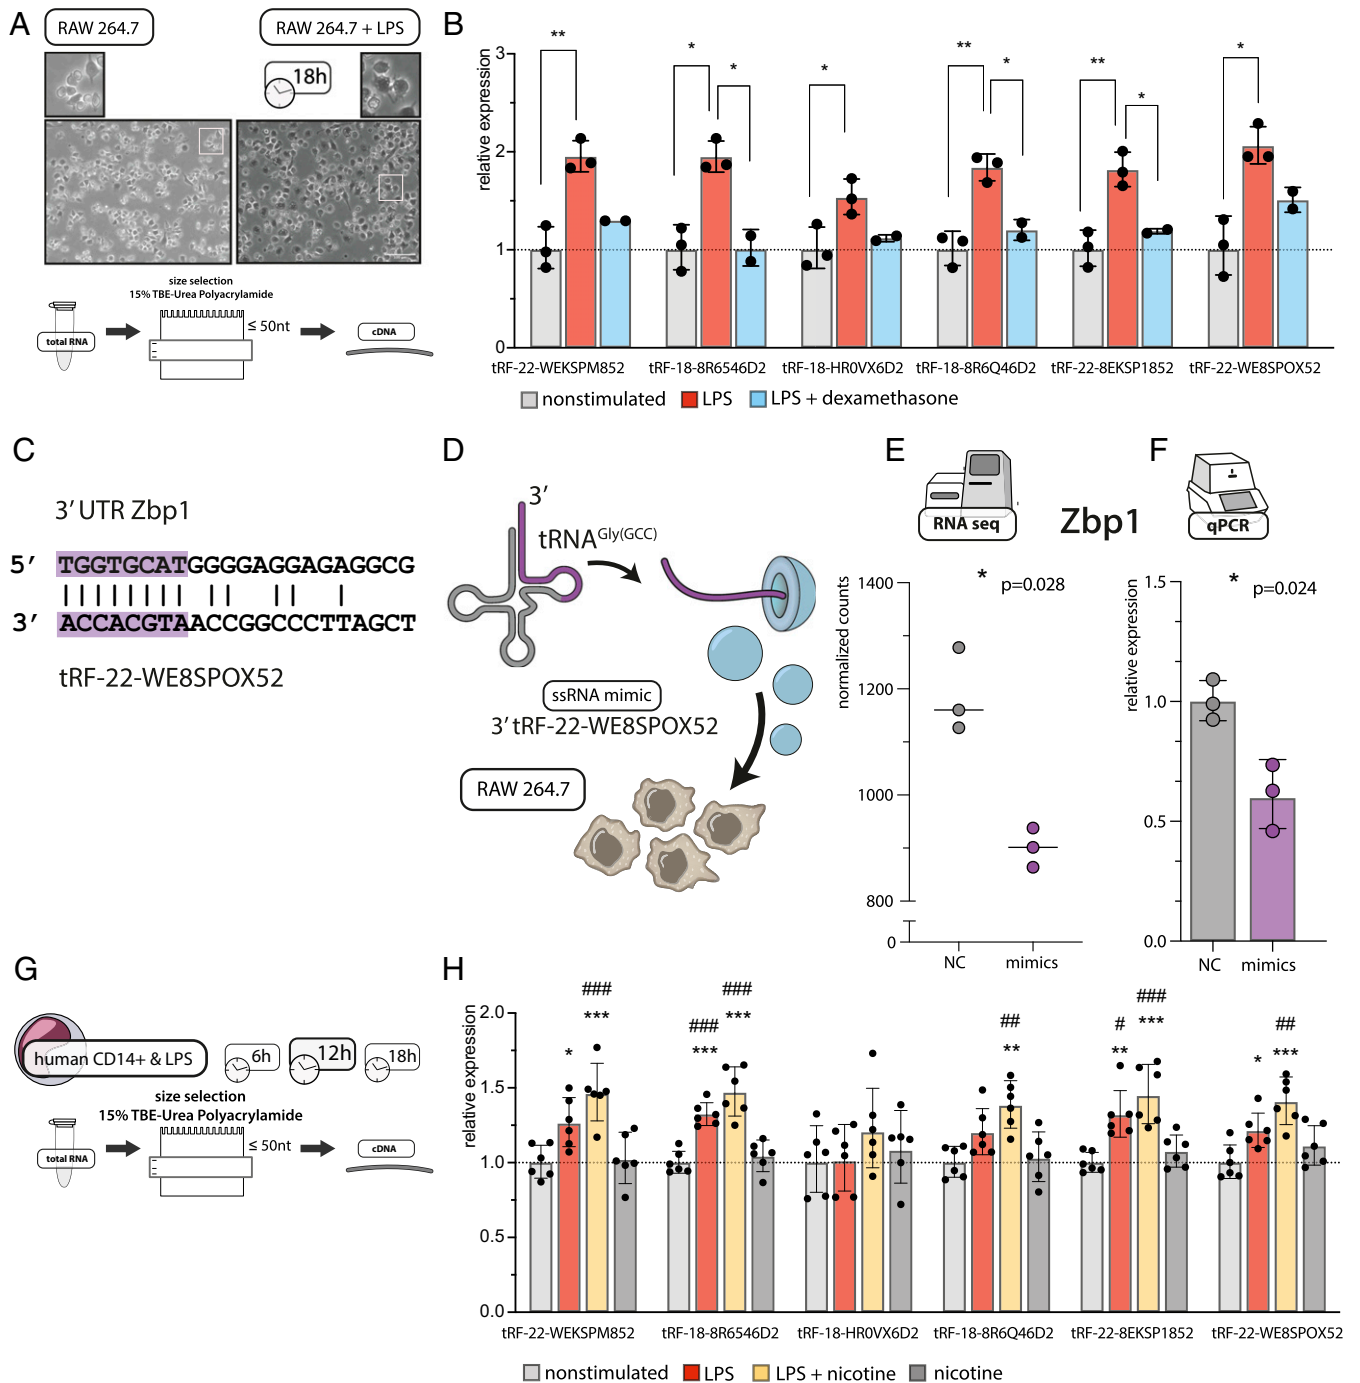 A
RAW 264.7
RAW 264.7 + LPS
18h
size selection
15% TBE-Urea Polyacrylamide
total RNA
≤ 50nt
cDNA
B
relative expression
3
2
1
0
**
*
*
*
**
*
**
*
*
tRF-22-WEKSPM852
tRF-18-8R6546D2
tRF-18-HR0VX6D2
tRF-18-8R6Q46D2
tRF-22-8EKSP1852
tRF-22-WE8SPOX52
nonstimulated
LPS
LPS + dexamethasone
C
3′ UTR Zbp1
5′ TGGTGCATGGGGAGGAGAGGCG
3′ ACCACGTAACCGGCCCTTAGCT
tRF-22-WE8SPOX52
D
3′
tRNAGly(GCC)
ssRNA mimic
3′ tRF-22-WE8SPOX52
RAW 264.7
E
RNA seq
Zbp1
F
qPCR
normalized counts
1400
1200
1000
800
0
*
p=0.028
NC
mimics
relative expression
1.5
1.0
0.5
0.0
*
p=0.024
NC
mimics
G
human CD14+ & LPS
6h
12h
18h
size selection
15% TBE-Urea Polyacrylamide
total RNA
≤ 50nt
cDNA
H
relative expression
2.0
1.5
1.0
0.5
0.0
*
###
***
###
***
###
***
##
**
#
**
###
***
*
##
***
tRF-22-WEKSPM852
tRF-18-8R6546D2
tRF-18-HR0VX6D2
tRF-18-8R6Q46D2
tRF-22-8EKSP1852
tRF-22-WE8SPOX52
nonstimulated
LPS
LPS + nicotine
nicotine